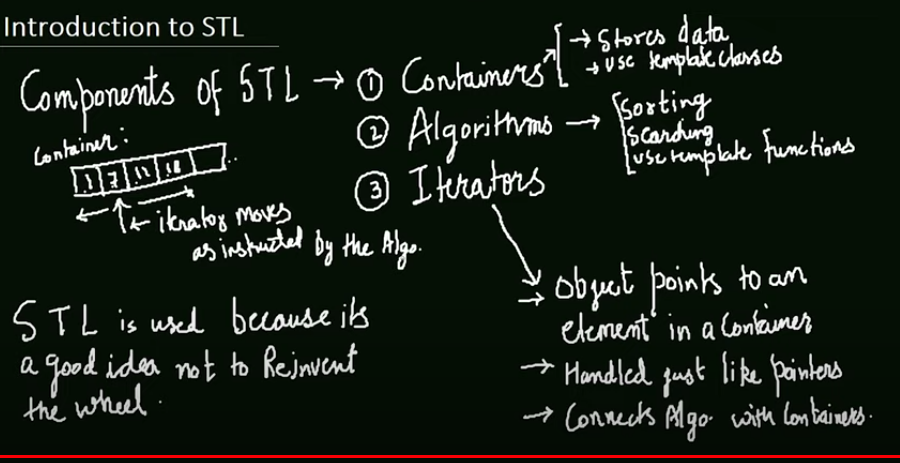 Introduction to STL
Components of STL → ① Containers
→ Stores data
→ use template classes
② Algorithms →
Sorting
Searching
use template functions
③ Iterators
Container:
1 7 11 18 ..
← iterator moves
as instructed by the Algo.
→ Object points to an
element in a Container
→ Handled just like pointers
→ Connects Algo. with Containers.
STL is used because its
a good idea not to Reinvent
the wheel.